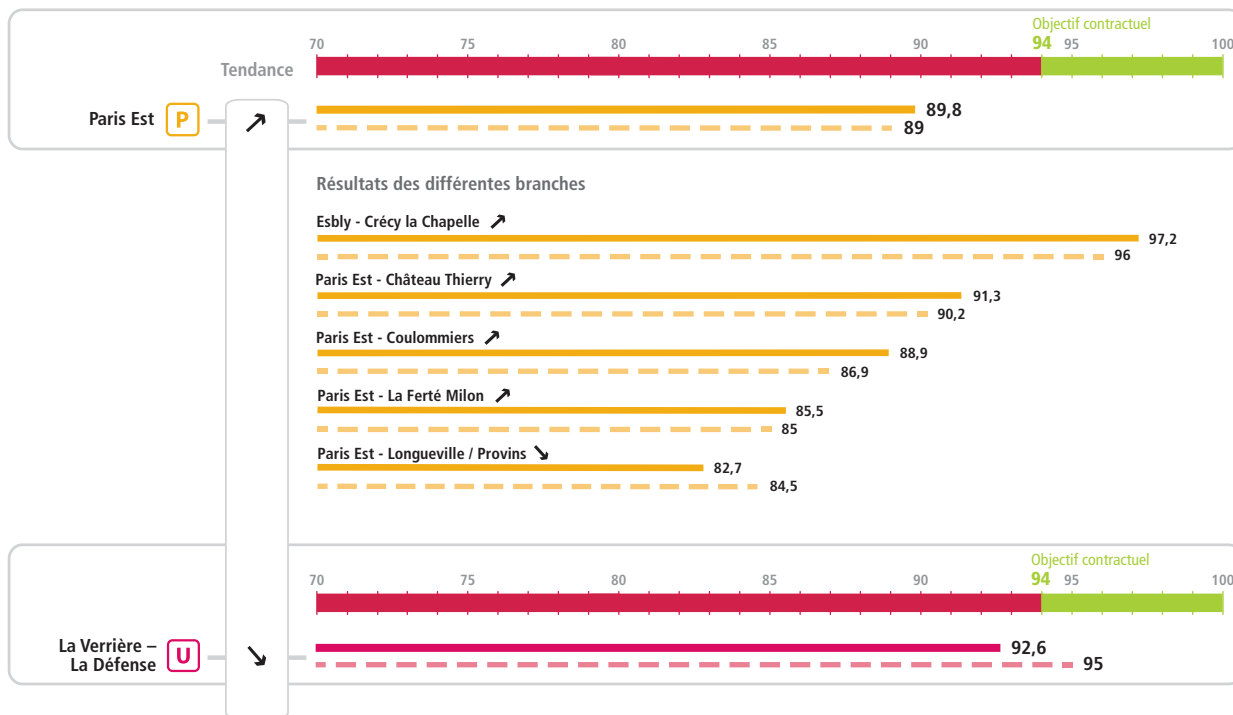 Objectif contractuel
70 75 80 85 90 94 95 100
Tendance
Paris Est P
89,8
89
Résultats des différentes branches
Esbly - Crécy la Chapelle
97,2
96
Paris Est - Château Thierry
91,3
90,2
Paris Est - Coulommiers
88,9
86,9
Paris Est - La Ferté Milon
85,5
85
Paris Est - Longueville / Provins
82,7
84,5
Objectif contractuel
70 75 80 85 90 94 95 100
La Verrière –
La Défense U
92,6
95